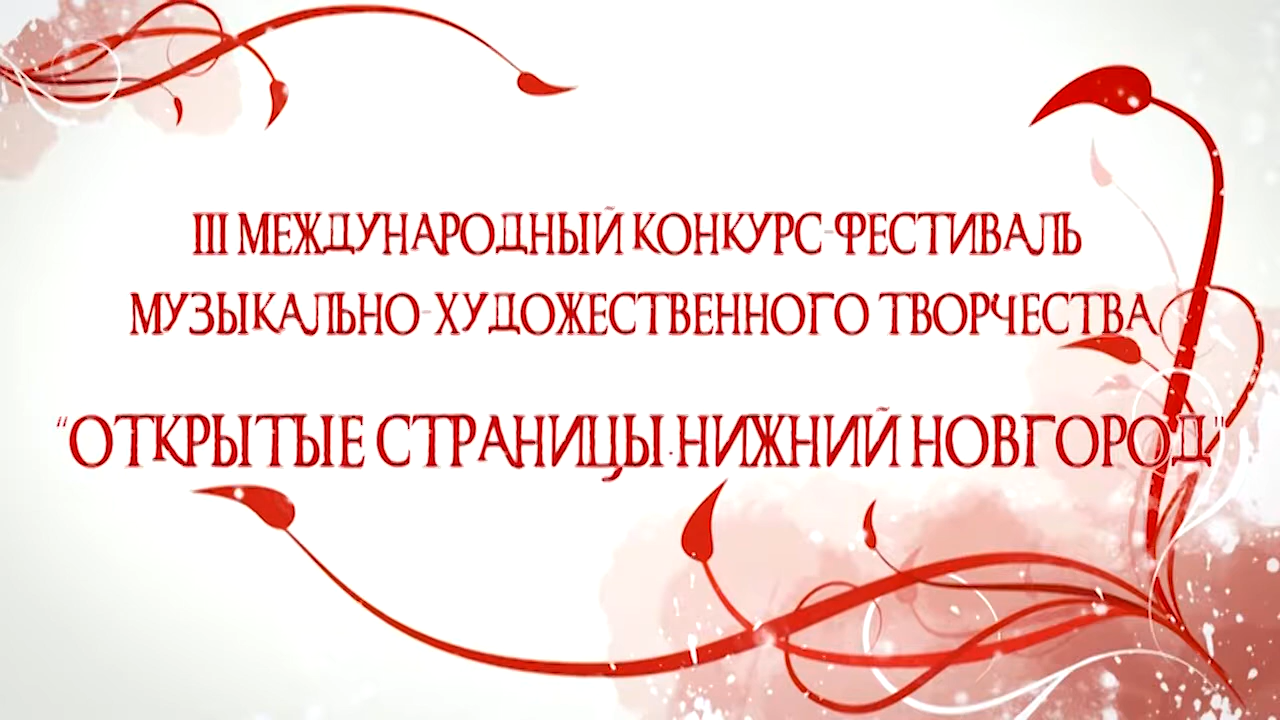 III МЕЖДУНАРОДНЫЙ КОНКУРС-ФЕСТИВАЛЬ
МУЗЫКАЛЬНО-ХУДОЖЕСТВЕННОГО ТВОРЧЕСТВА
"ОТКРЫТЫЕ СТРАНИЦЫ.НИЖНИЙ НОВГОРОД"